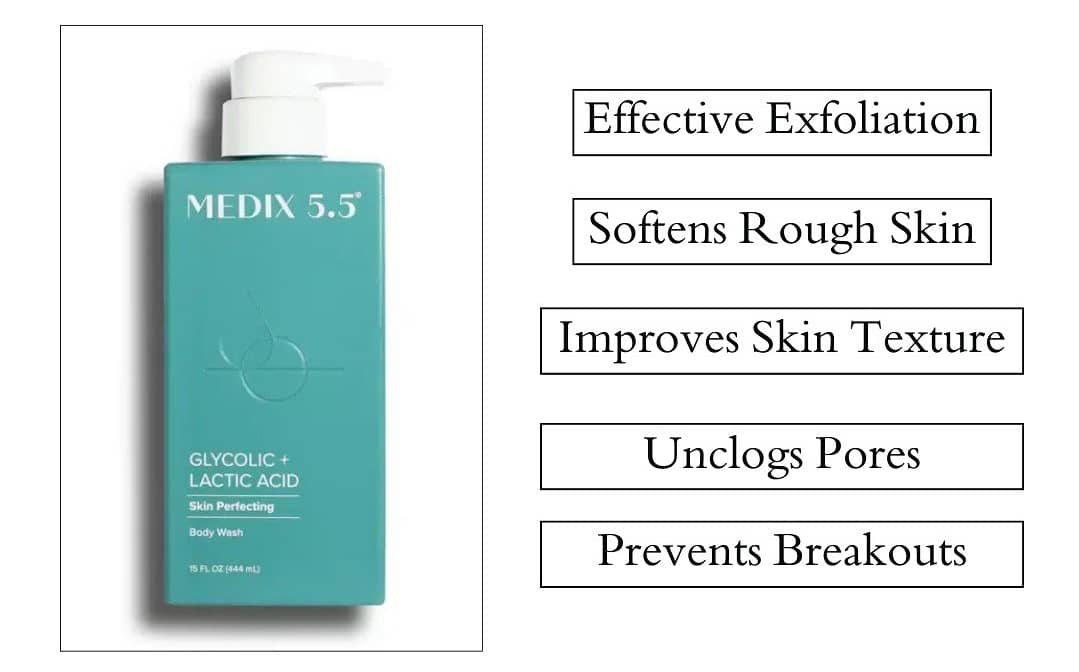 MEDIX 5.5®
GLYCOLIC +
LACTIC ACID
Skin Perfecting
Body Wash
15 FL OZ (444 mL)
Effective Exfoliation
Softens Rough Skin
Improves Skin Texture
Unclogs Pores
Prevents Breakouts